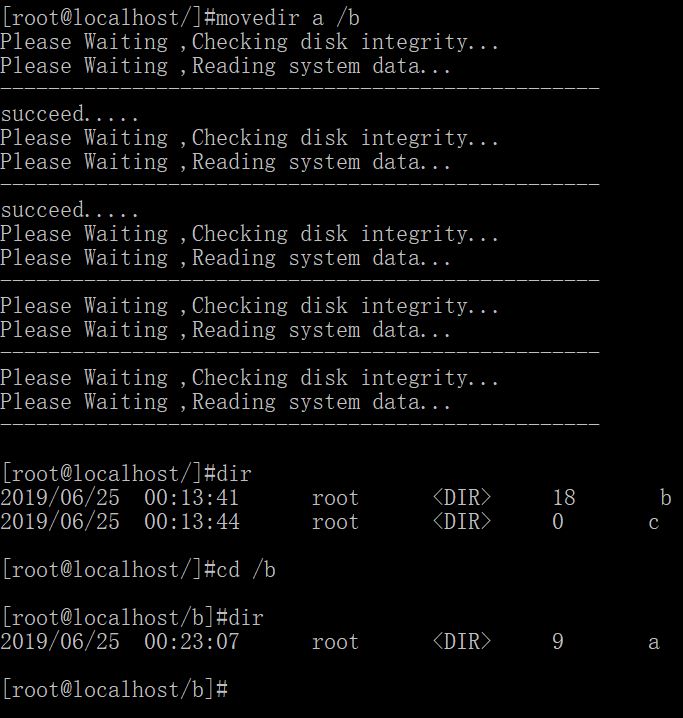 [root@localhost/]#movedir a /b
Please Waiting ,Checking disk integrity...
Please Waiting ,Reading system data...
--------------------------------------------------
succeed.....
Please Waiting ,Checking disk integrity...
Please Waiting ,Reading system data...
--------------------------------------------------
succeed.....
Please Waiting ,Checking disk integrity...
Please Waiting ,Reading system data...
--------------------------------------------------
Please Waiting ,Checking disk integrity...
Please Waiting ,Reading system data...
--------------------------------------------------
Please Waiting ,Checking disk integrity...
Please Waiting ,Reading system data...
--------------------------------------------------
[root@localhost/]#dir
2019/06/25  00:13:41      root      <DIR>     18       b
2019/06/25  00:13:44      root      <DIR>     0       c
[root@localhost/]#cd /b
[root@localhost/b]#dir
2019/06/25  00:23:07      root      <DIR>     9       a
[root@localhost/b]#